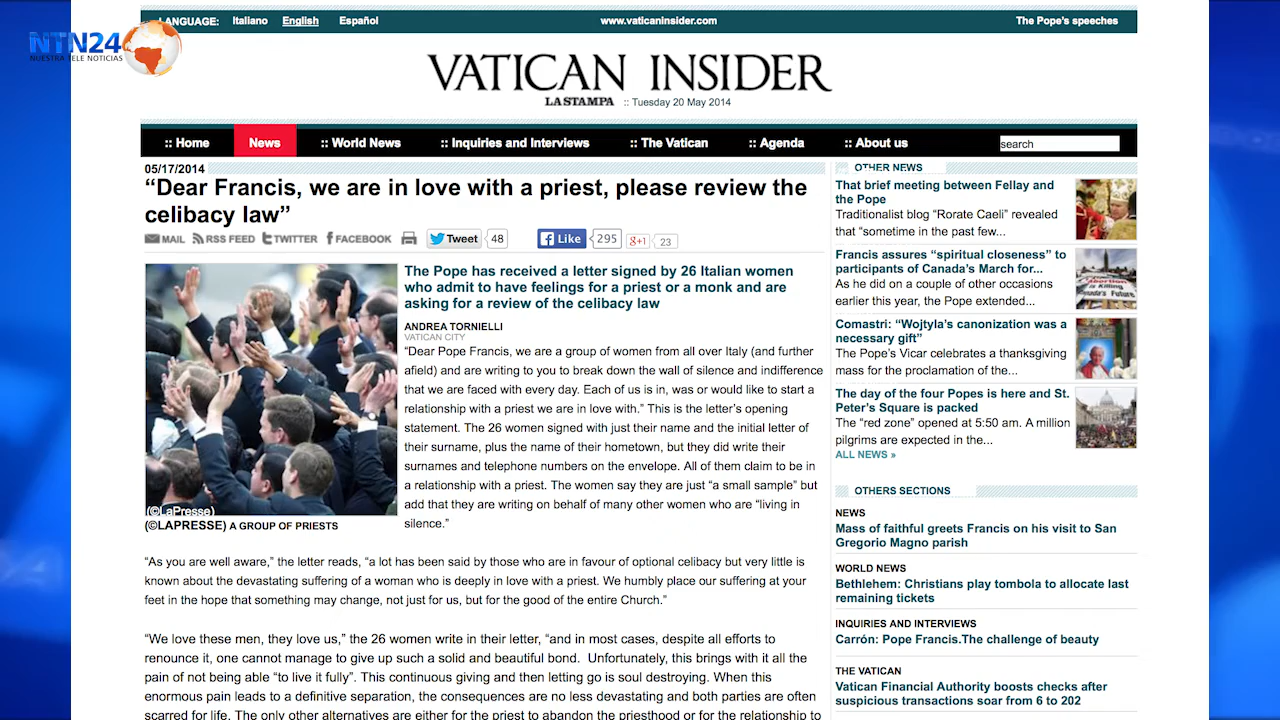 LANGUAGE: Italiano English Español www.vaticaninsider.com The Pope's speeches
NTN24
NUESTRA TELE NOTICIAS
VATICAN INSIDER
LA STAMPA :: Tuesday 20 May 2014
:: Home News :: World News :: Inquiries and Interviews :: The Vatican :: Agenda :: About us search
05/17/2014
“Dear Francis, we are in love with a priest, please review the
celibacy law”
MAIL RSS FEED TWITTER FACEBOOK Tweet 48 Like 295 g+1 23
The Pope has received a letter signed by 26 Italian women
who admit to have feelings for a priest or a monk and are
asking for a review of the celibacy law
ANDREA TORNIELLI
VATICAN CITY
“Dear Pope Francis, we are a group of women from all over Italy (and further
afield) and are writing to you to break down the wall of silence and indifference
that we are faced with every day. Each of us is in, was or would like to start a
relationship with a priest we are in love with.” This is the letter’s opening
statement. The 26 women signed with just their name and the initial letter of
their surname, plus the name of their hometown, but they did write their
surnames and telephone numbers on the envelope. All of them claim to be in
a relationship with a priest. The women say they are just “a small sample” but
add that they are writing on behalf of many other women who are “living in
silence.”
(©LaPresse)
(©LAPRESSE) A GROUP OF PRIESTS
“As you are well aware,” the letter reads, “a lot has been said by those who are in favour of optional celibacy but very little is
known about the devastating suffering of a woman who is deeply in love with a priest. We humbly place our suffering at your
feet in the hope that something may change, not just for us, but for the good of the entire Church.”
“We love these men, they love us,” the 26 women write in their letter, “and in most cases, despite all efforts to
renounce it, one cannot manage to give up such a solid and beautiful bond. Unfortunately, this brings with it all the
pain of not being able “to live it fully”. This continuous giving and then letting go is soul destroying. When this
enormous pain leads to a definitive separation, the consequences are no less devastating and both parties are often
scarred for life. The only other alternatives are either for the priest to abandon the priesthood or for the relationship to
OTHER NEWS
That brief meeting between Fellay and
the Pope
Traditionalist blog “Rorate Caeli” revealed
that “sometime in the past few...
Francis assures “spiritual closeness” to
participants of Canada’s March for...
As he did on a couple of other occasions
earlier this year, the Pope extended...
Abortion is
Killing
Canada's Future
Comastri: “Wojtyla’s canonization was a
necessary gift”
The Pope’s Vicar celebrates a thanksgiving
mass for the proclamation of the...
The day of the four Popes is here and St.
Peter’s Square is packed
The “red zone” opened at 5:50 am. A million
pilgrims are expected in the...
ALL NEWS »
OTHERS SECTIONS
NEWS
Mass of faithful greets Francis on his visit to San
Gregorio Magno parish
WORLD NEWS
Bethlehem: Christians play tombola to allocate last
remaining tickets
INQUIRIES AND INTERVIEWS
Carrón: Pope Francis.The challenge of beauty
THE VATICAN
Vatican Financial Authority boosts checks after
suspicious transactions soar from 6 to 202